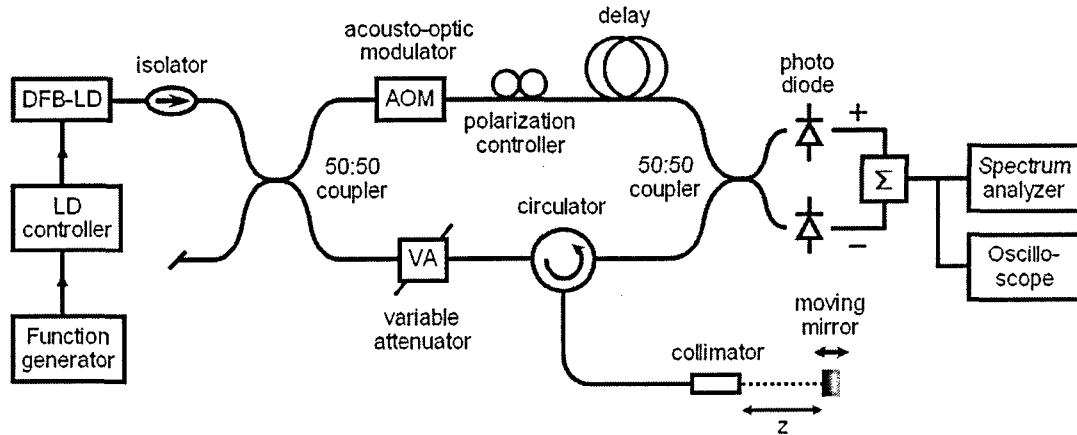 delay
acousto-optic
modulator
isolator
photo
diode
DFB-LD
AOM
+
polarization
controller
50:50
coupler
50:50
coupler
Σ
Spectrum
analyzer
LD
controller
circulator
VA
−
Oscillo-
scope
variable
attenuator
moving
mirror
Function
generator
collimator
z